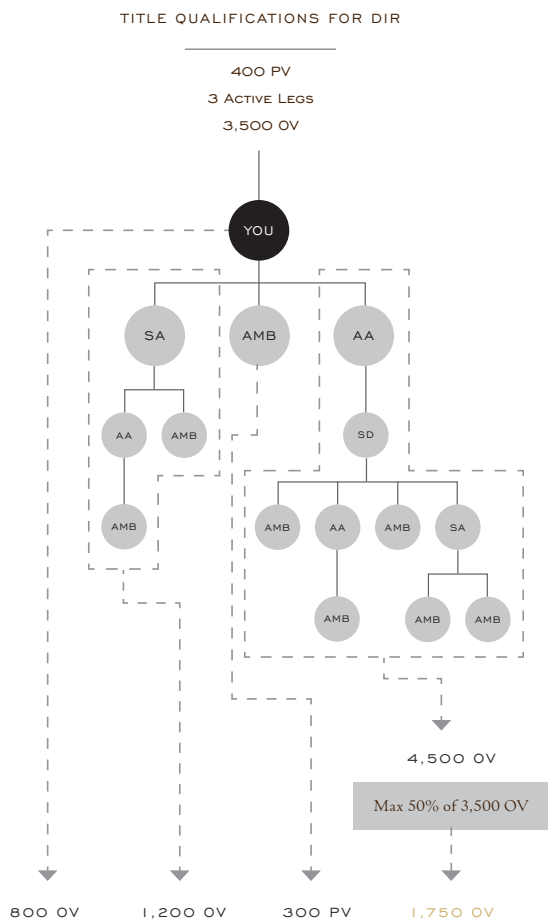 TITLE QUALIFICATIONS FOR DIR
400 PV
3 Active Legs
3,500 OV
YOU
SA AMB AA
AA AMB SD
AMB AMB AA AMB SA
AMB AMB AMB
4,500 OV
Max 50% of 3,500 OV
800 OV 1,200 OV 300 PV 1,750 OV